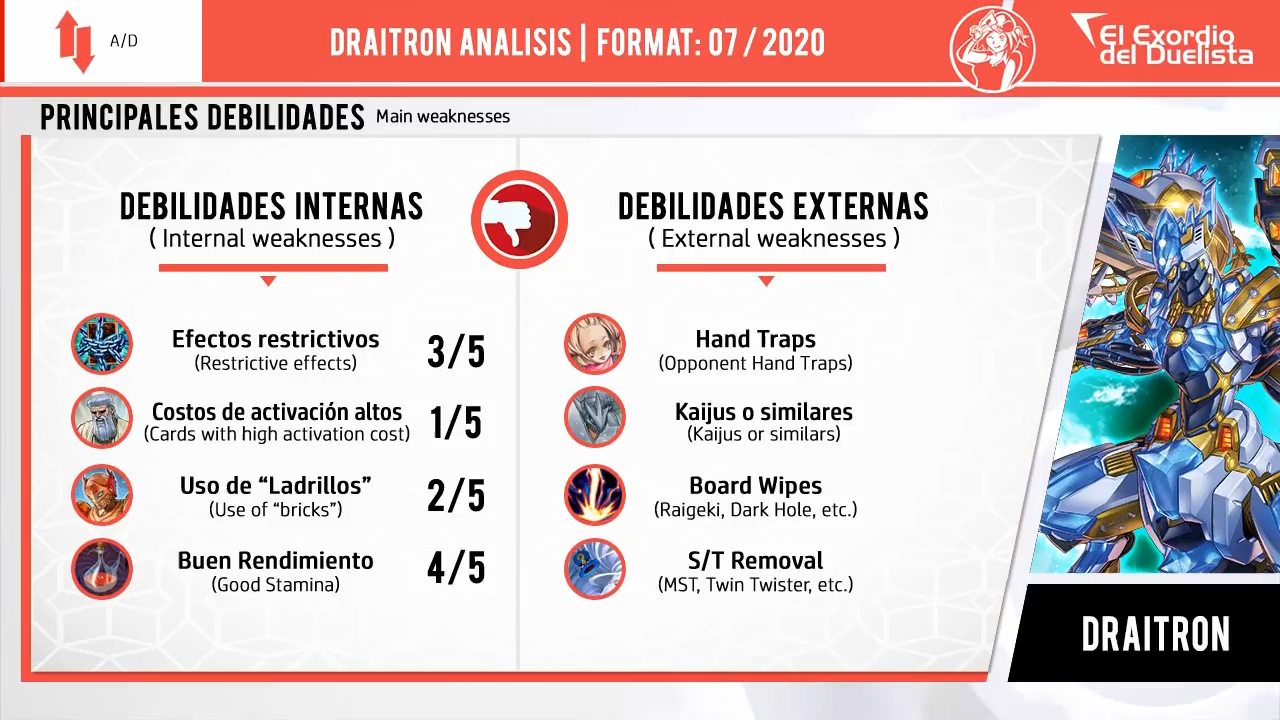 A/D
DRAITRON ANALISIS | FORMAT: 07 / 2020
El Exordio
del Duelista
PRINCIPALES DEBILIDADES Main weaknesses
DEBILIDADES INTERNAS
( Internal weaknesses )
Efectos restrictivos
(Restrictive effects)
3/5
Costos de activación altos
(Cards with high activation cost)
1/5
Uso de “Ladrillos”
(Use of “bricks”)
2/5
Buen Rendimiento
(Good Stamina)
4/5
DEBILIDADES EXTERNAS
( External weaknesses )
Hand Traps
(Opponent Hand Traps)
Kaijus o similares
(Kaijus or similars)
Board Wipes
(Raigeki, Dark Hole, etc.)
S/T Removal
(MST, Twin Twister, etc.)
DRAITRON